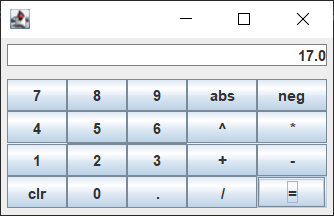 17.0
7 8 9 abs neg
4 5 6 ^ *
1 2 3 + -
clr 0 . / =